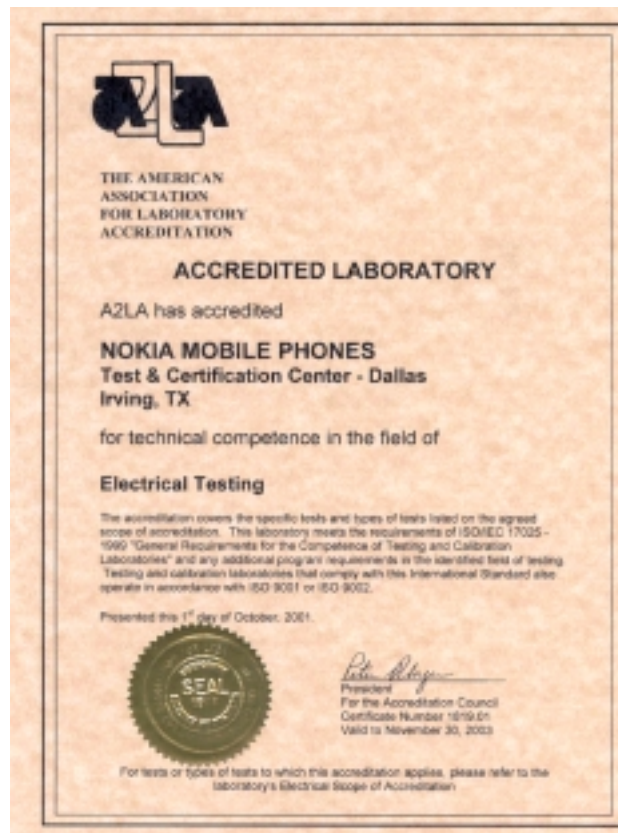 A2LA
THE AMERICAN
ASSOCIATION
FOR LABORATORY
ACCREDITATION
ACCREDITED LABORATORY
A2LA has accredited
NOKIA MOBILE PHONES
Test & Certification Center - Dallas
Irving, TX
for technical competence in the field of
Electrical Testing
The accreditation covers the specific tests and types of tests listed on the agreed
scope of accreditation. This laboratory meets the requirements of ISO/IEC 17025 -
1999 "General Requirements for the Competence of Testing and Calibration
Laboratories" and any additional program requirements in the identified field of testing.
Testing and calibration laboratories that comply with this International Standard also
operate in accordance with ISO 9001 or ISO 9002.
Presented this 1st day of October, 2001.
SEAL
President
For the Accreditation Council
Certificate Number 1819.01
Valid to November 30, 2003
For tests or types of tests to which this accreditation applies, please refer to the
laboratory's Electrical Scope of Accreditation